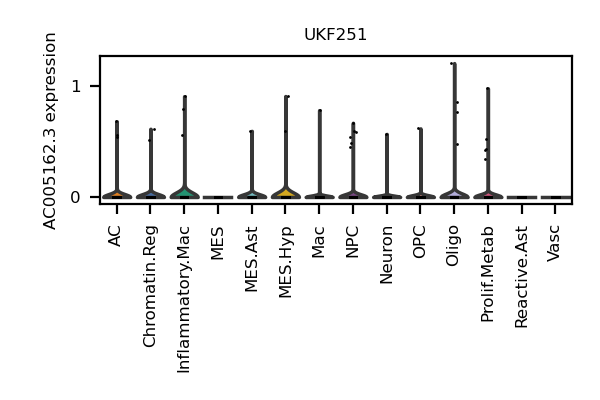 UKF251
AC005162.3 expression
1
0
AC
Chromatin.Reg
Inflammatory.Mac
MES
MES.Ast
MES.Hyp
Mac
NPC
Neuron
OPC
Oligo
Prolif.Metab
Reactive.Ast
Vasc